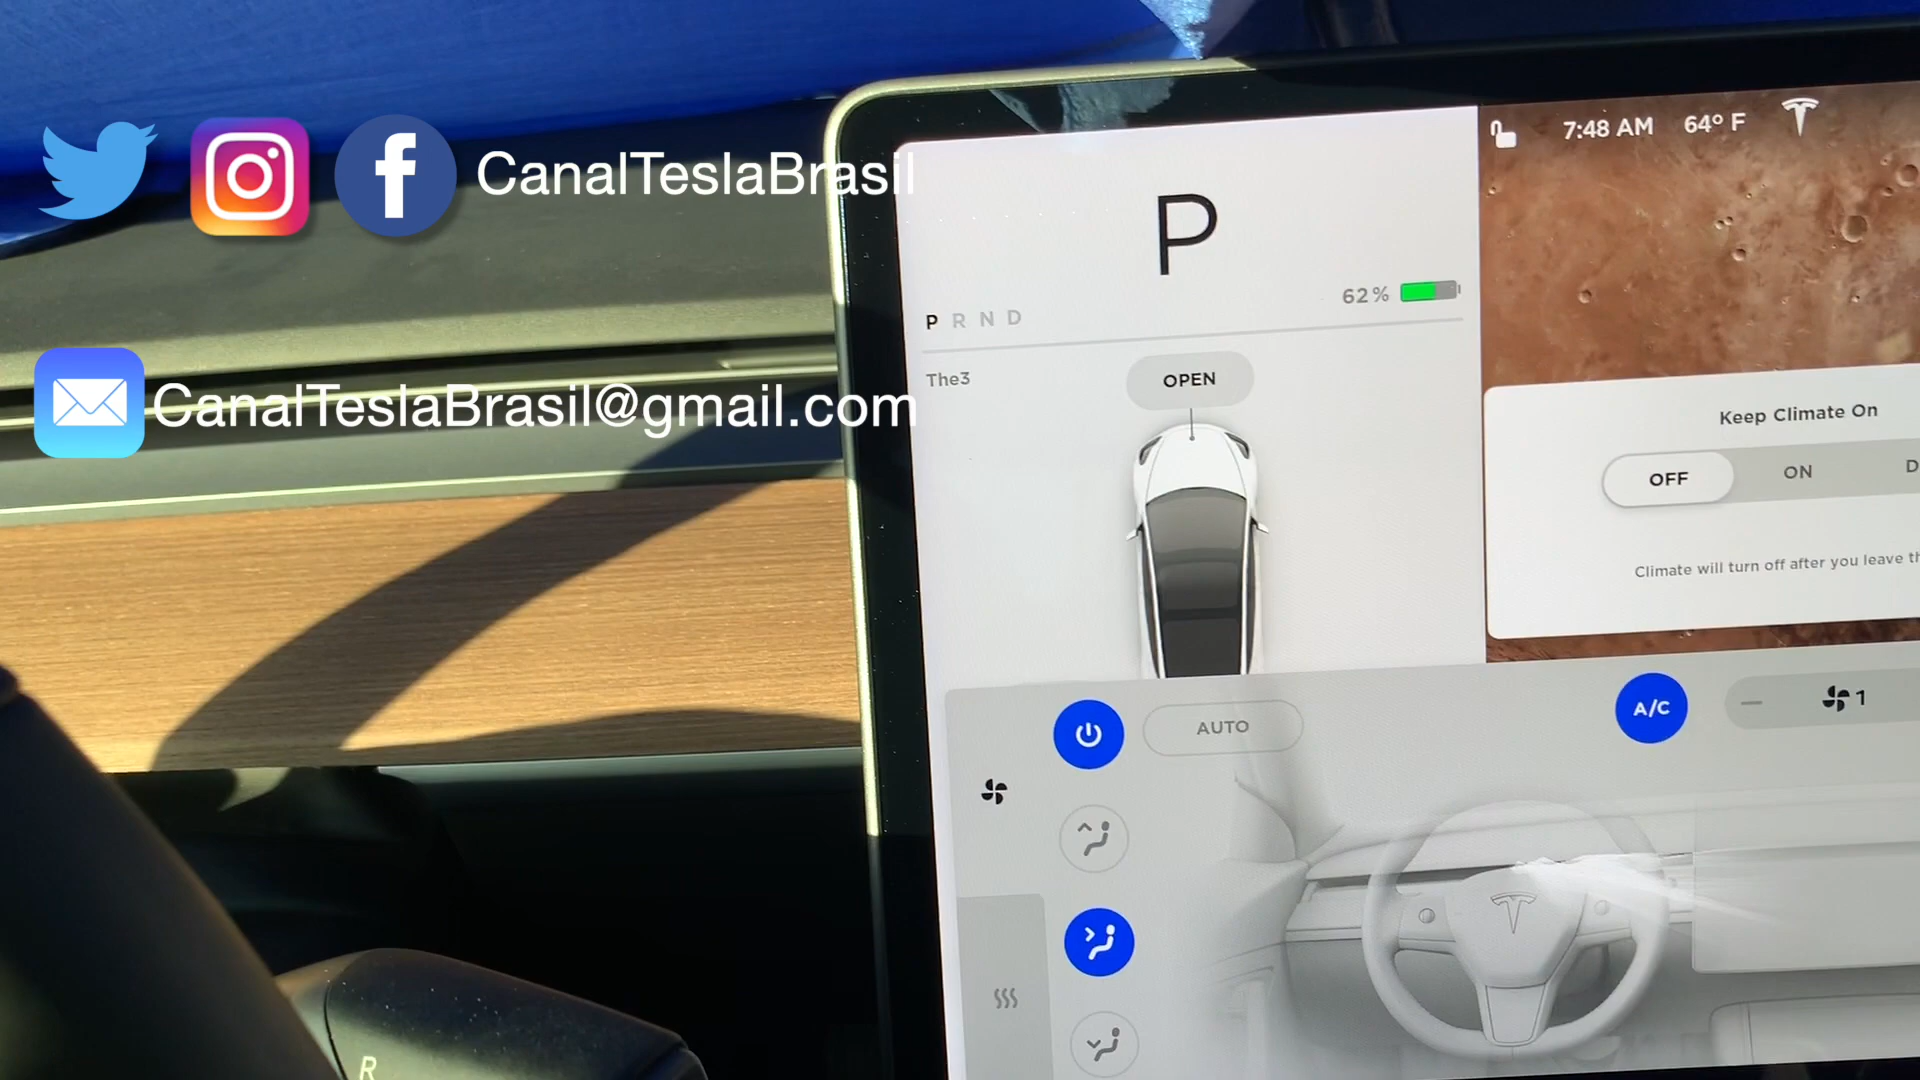 CanalTeslaBrasil
CanalTeslaBrasil@gmail.com
7:48 AM 64º F
P
62%
P R N D
The3
OPEN
Keep Climate On
OFF ON D
Climate will turn off after you leave th
AUTO
A/C
1
R